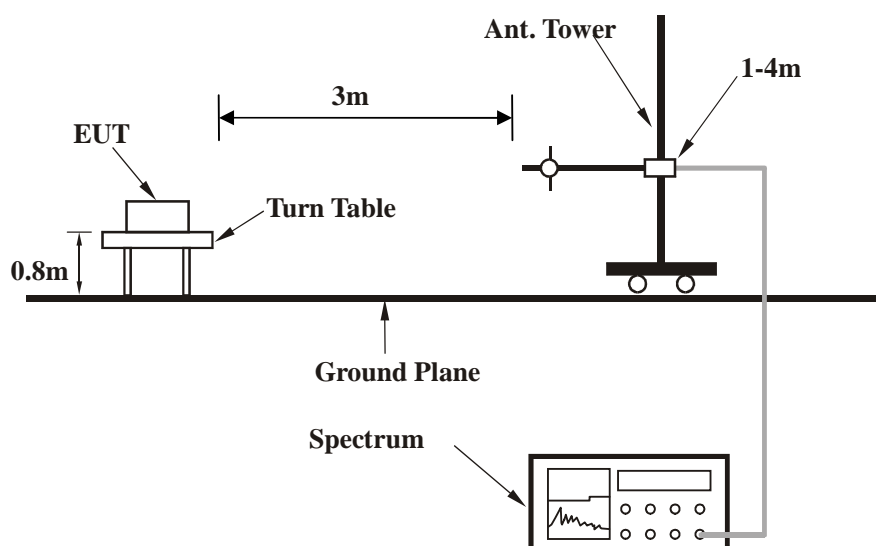 Ant. Tower
1-4m
3m
EUT
Turn Table
0.8m
Ground Plane
Spectrum